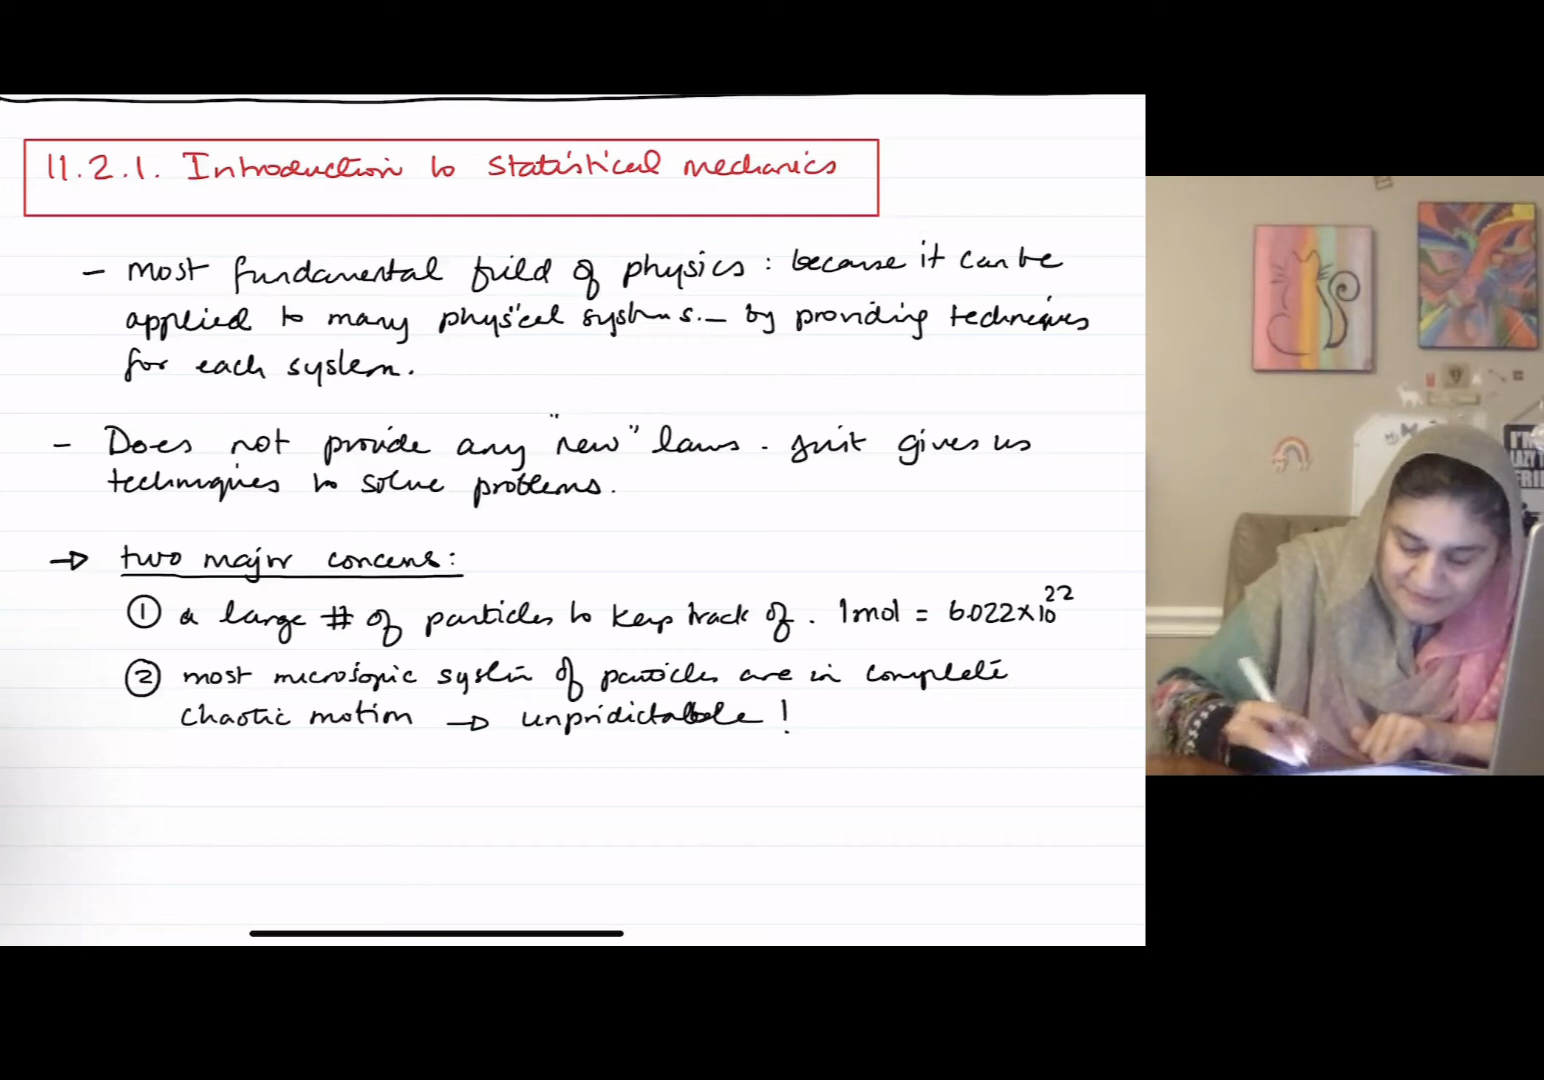 11.2.1. Introduction to Statistical mechanics
- most fundamental field of physics : because it can be
applied to many physical systems. - by providing techniques
for each system.
- Does not provide any "new" laws. Just gives us
techniques to solve problems.
→ two major concerns:
① a large # of particles to keep track of. 1mol = 6.022×10²²
② most microsopic system of particles are in complete
chaotic motion → unpridictable !
I'M
LAZY
FRI